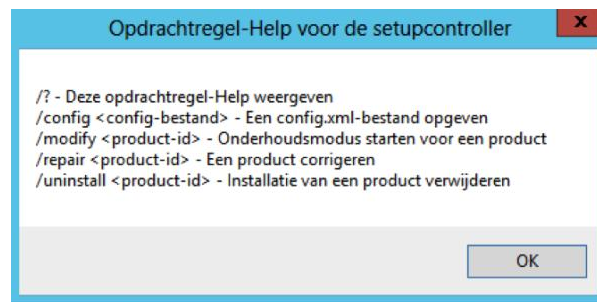 Opdrachtregel-Help voor de setupcontroller
x
/? - Deze opdrachtregel-Help weergeven
/config <config-bestand> - Een config.xml-bestand opgeven
/modify <product-id> - Onderhoudsmodus starten voor een product
/repair <product-id> - Een product corrigeren
/uninstall <product-id> - Installatie van een product verwijderen
OK